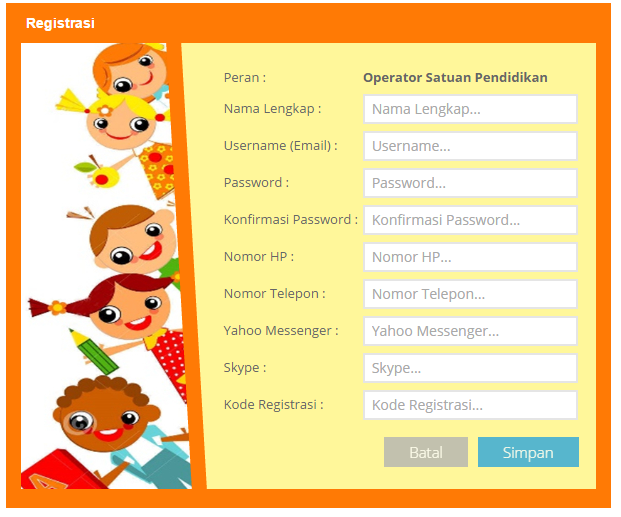 Registrasi
Peran : Operator Satuan Pendidikan
Nama Lengkap : Nama Lengkap...
Username (Email) : Username...
Password : Password...
Konfirmasi Password : Konfirmasi Password...
Nomor HP : Nomor HP...
Nomor Telepon : Nomor Telepon...
Yahoo Messenger : Yahoo Messenger...
Skype : Skype...
Kode Registrasi : Kode Registrasi...
Batal Simpan
A